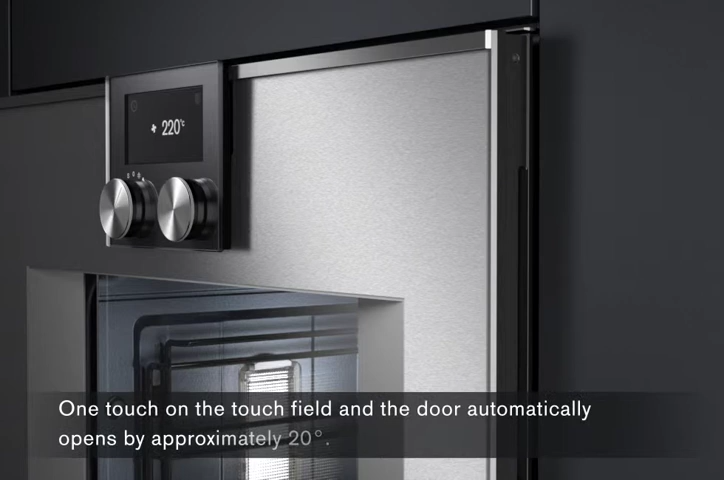 220°c
One touch on the touch field and the door automatically
opens by approximately 20°.